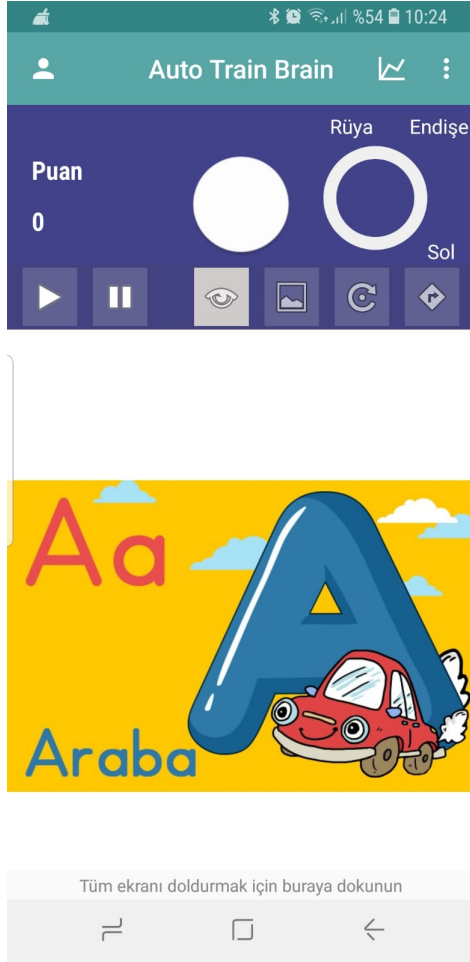 %54 10:24
Auto Train Brain
Rüya Endişe
Puan
0
Sol
Aa
A
Araba
Tüm ekranı doldurmak için buraya dokunun